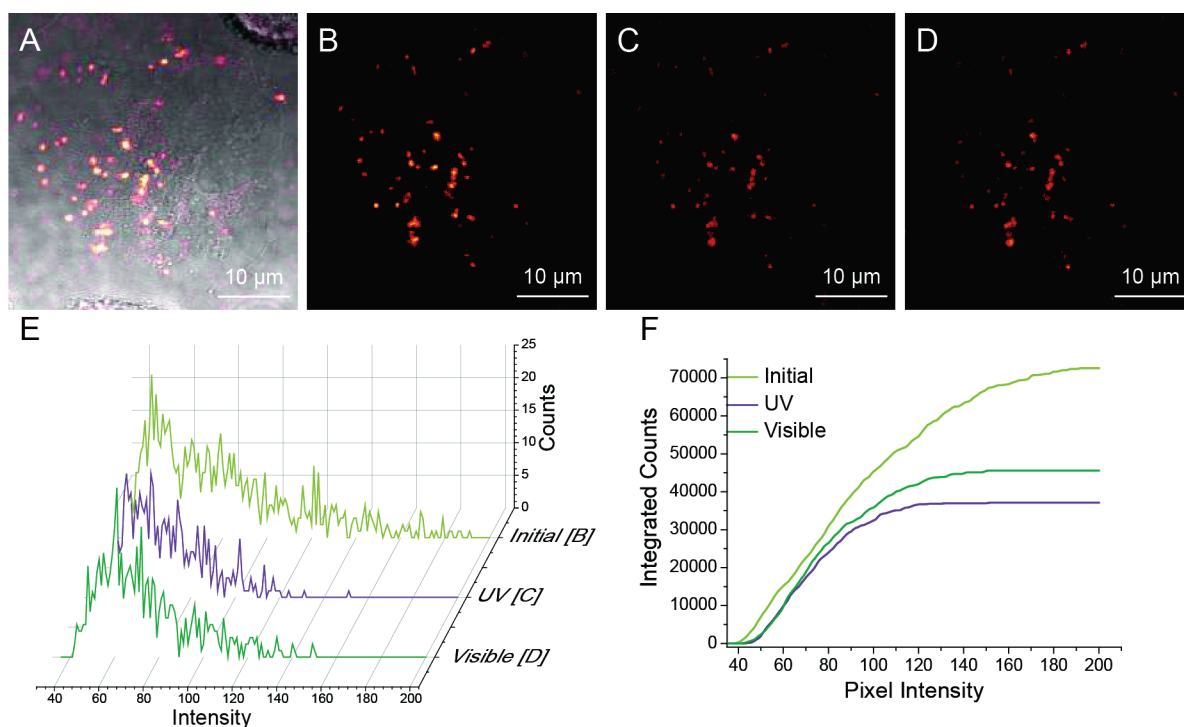 A
B
C
D
10 µm
10 µm
10 µm
10 µm
E
25
20
15
10
5
0
Counts
Initial [B]
UV [C]
Visible [D]
40 60 80 100 120 140 160 180 200
Intensity
F
70000
60000
50000
40000
30000
20000
10000
0
Integrated Counts
Initial
UV
Visible
40 60 80 100 120 140 160 180 200
Pixel Intensity